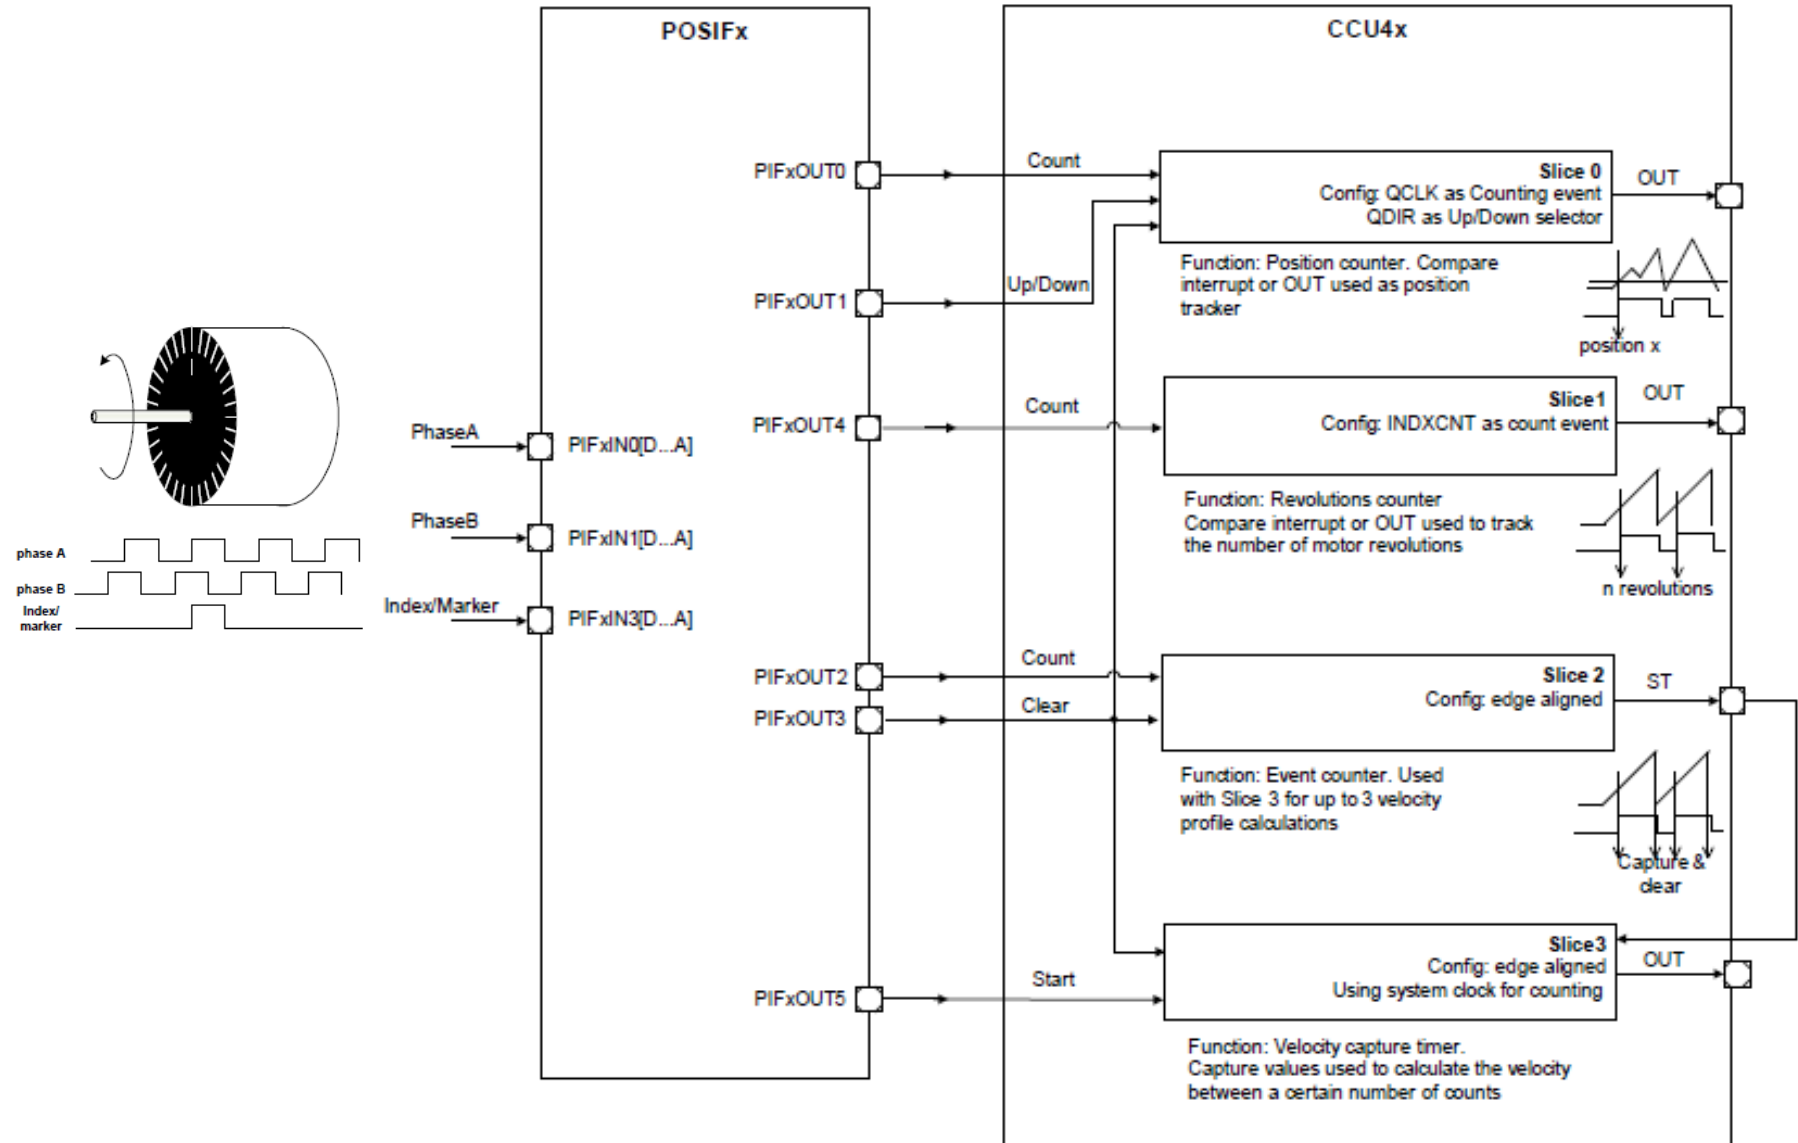 POSIFx
CCU4x
PIFxOUT0
Count
Slice 0
Config: QCLK as Counting event
QDIR as Up/Down selector
OUT
Function: Position counter. Compare
interrupt or OUT used as position
tracker
position x
PIFxOUT1
Up/Down
PIFxOUT4
Count
Slice1
Config: INDXCNT as count event
OUT
Function: Revolutions counter
Compare interrupt or OUT used to track
the number of motor revolutions
n revolutions
PhaseA
PIFxIN0[D...A]
PhaseB
PIFxIN1[D...A]
Index/Marker
PIFxIN3[D...A]
phase A
phase B
Index/
marker
PIFxOUT2
Count
PIFxOUT3
Clear
Slice 2
Config: edge aligned
ST
Function: Event counter. Used
with Slice 3 for up to 3 velocity
profile calculations
Capture &
clear
PIFxOUT5
Start
Slice3
Config: edge aligned
Using system clock for counting
OUT
Function: Velocity capture timer.
Capture values used to calculate the velocity
between a certain number of counts